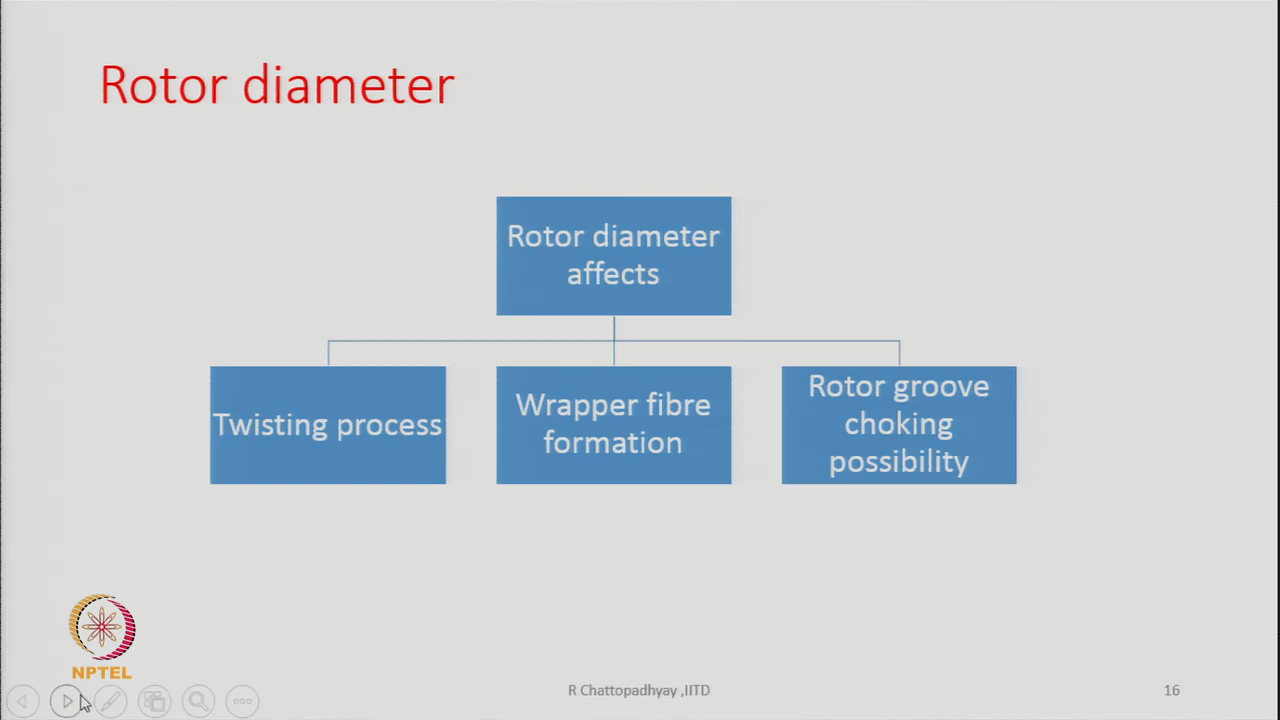 Rotor diameter
Rotor diameter
affects
Twisting process
Wrapper fibre
formation
Rotor groove
choking
possibility
NPTEL
R Chattopadhyay ,IITD
16